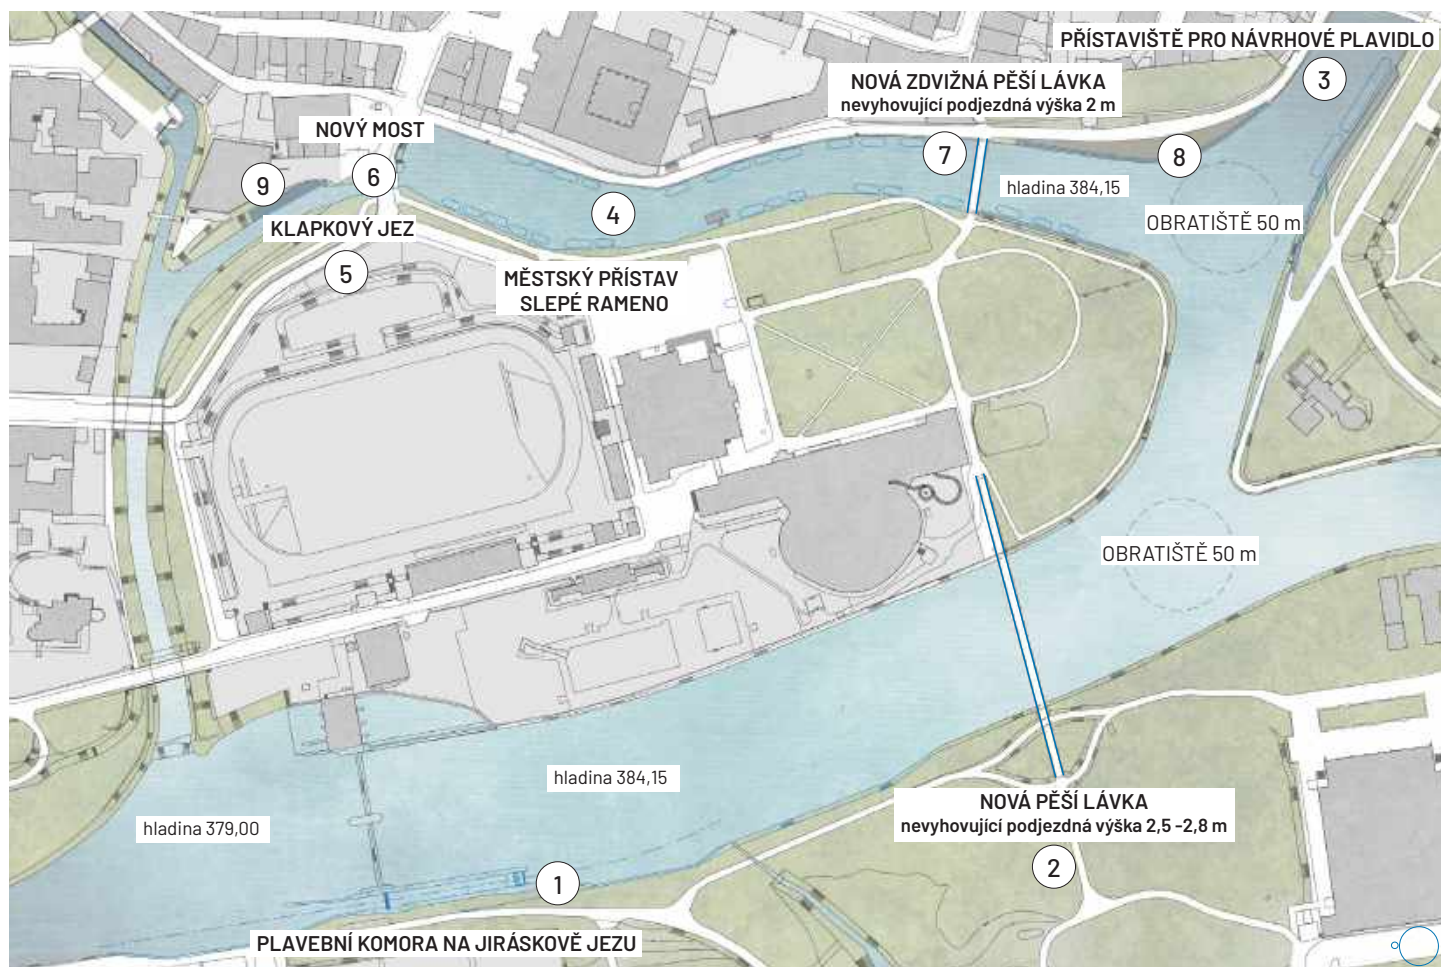 PŘÍSTAVIŠTĚ PRO NÁVRHOVÉ PLAVIDLO
3
NOVÁ ZDVIŽNÁ PĚŠÍ LÁVKA
nevyhovující podjezdná výška 2 m
NOVÝ MOST
7
8
9
6
hladina 384,15
4
OBRATIŠTĚ 50 m
KLAPKOVÝ JEZ
5
MĚSTSKÝ PŘÍSTAV
SLEPÉ RAMENO
OBRATIŠTĚ 50 m
hladina 384,15
NOVÁ PĚŠÍ LÁVKA
nevyhovující podjezdná výška 2,5 -2,8 m
hladina 379,00
2
1
PLAVEBNÍ KOMORA NA JIRÁSKOVĚ JEZU